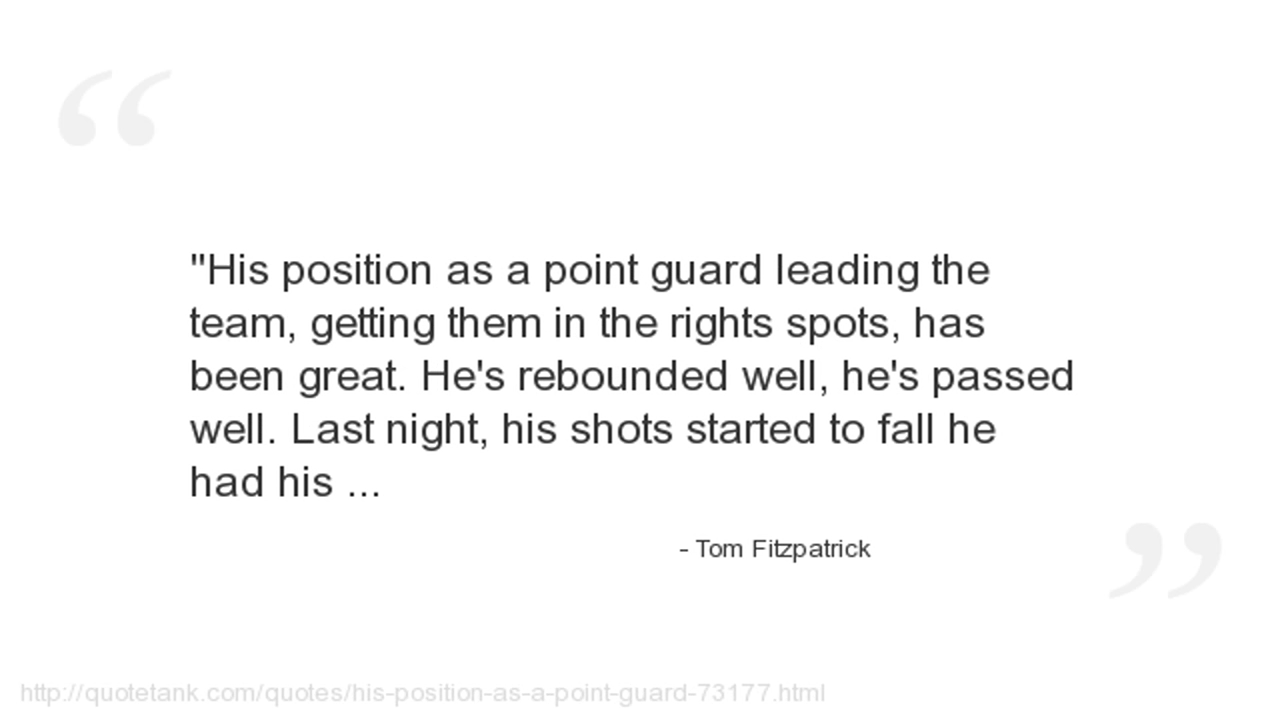 "His position as a point guard leading the
team, getting them in the rights spots, has
been great. He's rebounded well, he's passed
well. Last night, his shots started to fall he
had his ...
- Tom Fitzpatrick
http://quotetank.com/quotes/his-position-as-a-point-guard-73177.html